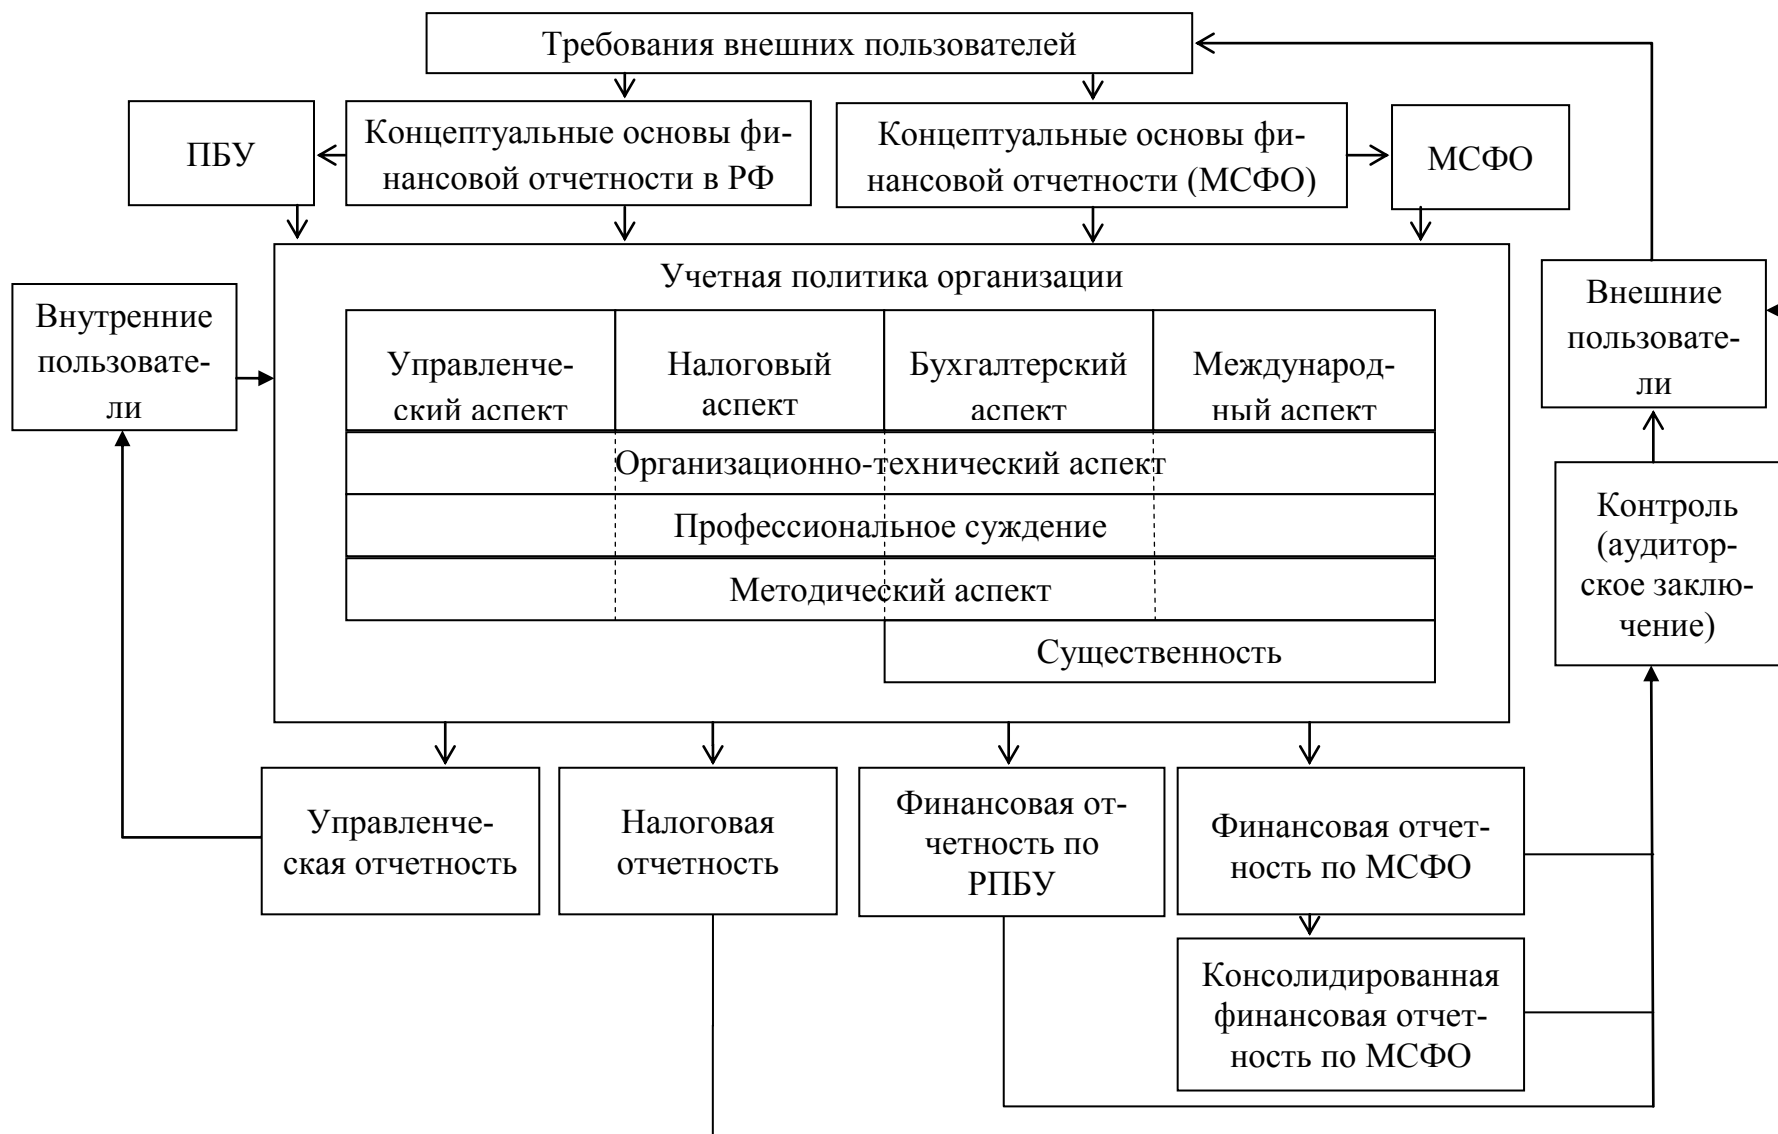 Требования внешних пользователей
ПБУ
Концептуальные основы фи-
нансовой отчетности в РФ
Концептуальные основы фи-
нансовой отчетности (МСФО)
МСФО
Учетная политика организации
Внутренние
пользовате-
ли
Управленче-
ский аспект
Налоговый
аспект
Бухгалтерский
аспект
Международ-
ный аспект
Организационно-технический аспект
Профессиональное суждение
Методический аспект
Существенность
Внешние
пользовате-
ли
Контроль
(аудитор-
ское заклю-
чение)
Управленче-
ская отчетность
Налоговая
отчетность
Финансовая от-
четность по
РПБУ
Финансовая отчет-
ность по МСФО
Консолидированная
финансовая отчет-
ность по МСФО